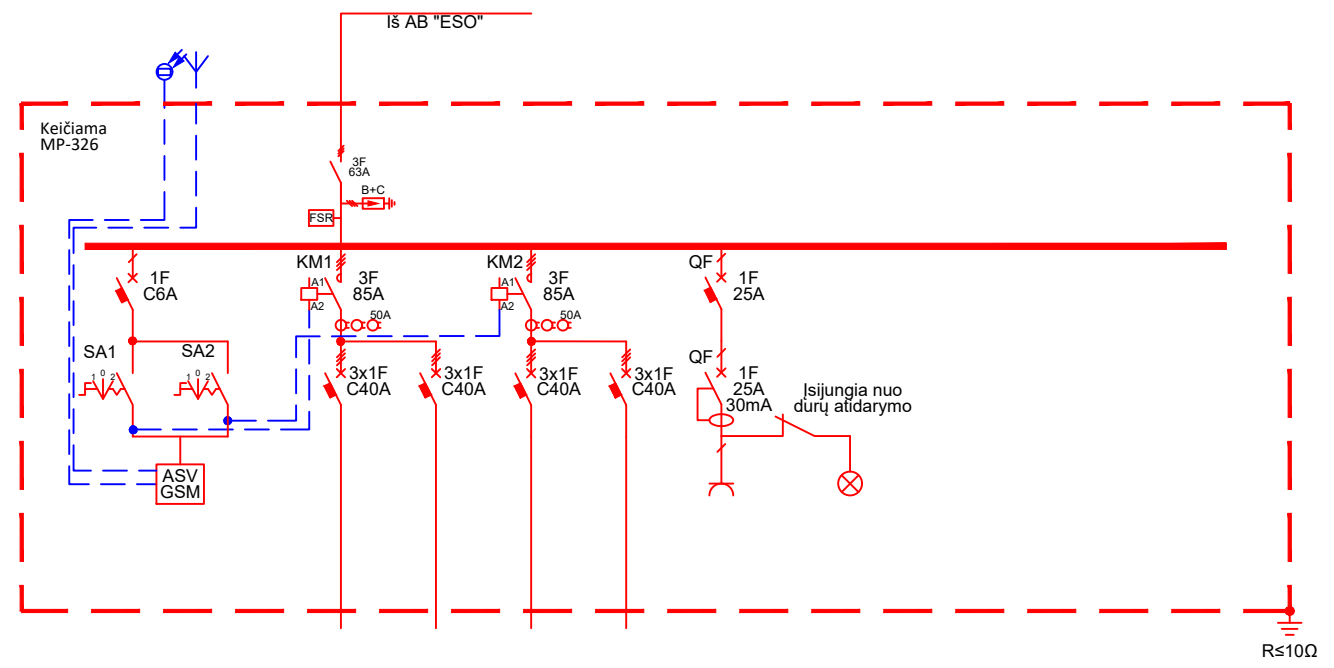 Iš AB "ESO"
Keičiama
MP-326
3F
63A
B+C
FSR
1F
C6A
KM1
A1
A2
3F
85A
50A
KM2
A1
A2
3F
85A
50A
QF
1F
25A
SA1
1 0 2
SA2
1 0 2
3x1F
C40A
3x1F
C40A
3x1F
C40A
3x1F
C40A
QF
1F
25A
30mA
Įsijungia nuo
durų atidarymo
ASV
GSM
R≤10Ω